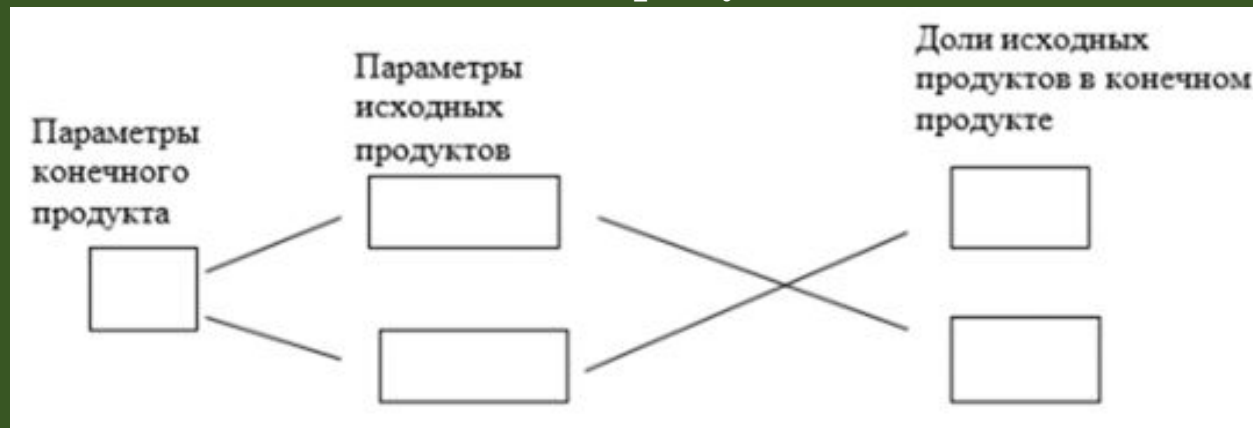 Параметры
конечного
продукта
Параметры
исходных
продуктов
Доли исходных
продуктов в конечном
продукте